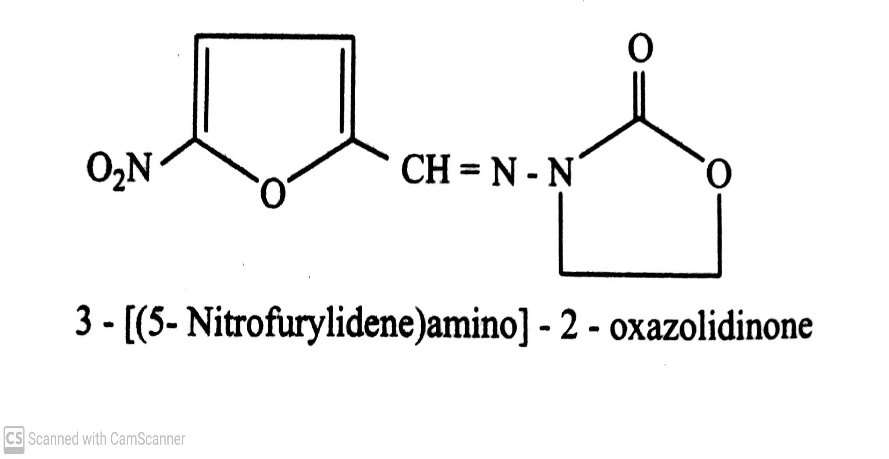 O
O₂N
CH = N - N
O
O
3 - [(5- Nitrofurylidene)amino] - 2 - oxazolidinone
CS Scanned with CamScanner